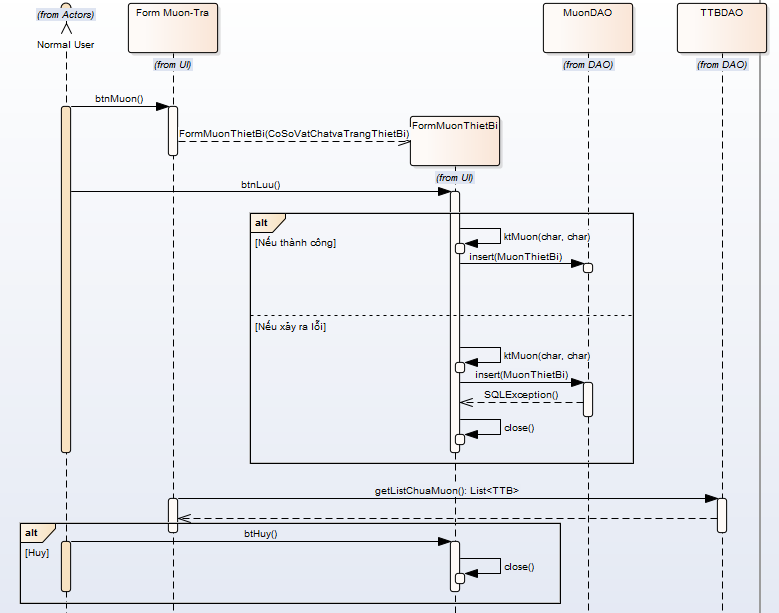 (from Actors)
Normal User
Form Muon-Tra
(from UI)
MuonDAO
(from DAO)
TTBDAO
(from DAO)
btnMuon()
FormMuonThietBi(CoSoVatChatvaTrangThietBi)
FormMuonThietBi
(from UI)
btnLuu()
alt
[Nếu thành công]
ktMuon(char, char)
insert(MuonThietBi)
[Nếu xảy ra lỗi]
ktMuon(char, char)
insert(MuonThietBi)
SQLException()
close()
getListChuaMuon(): List<TTB>
alt
[Huy]
btHuy()
close()